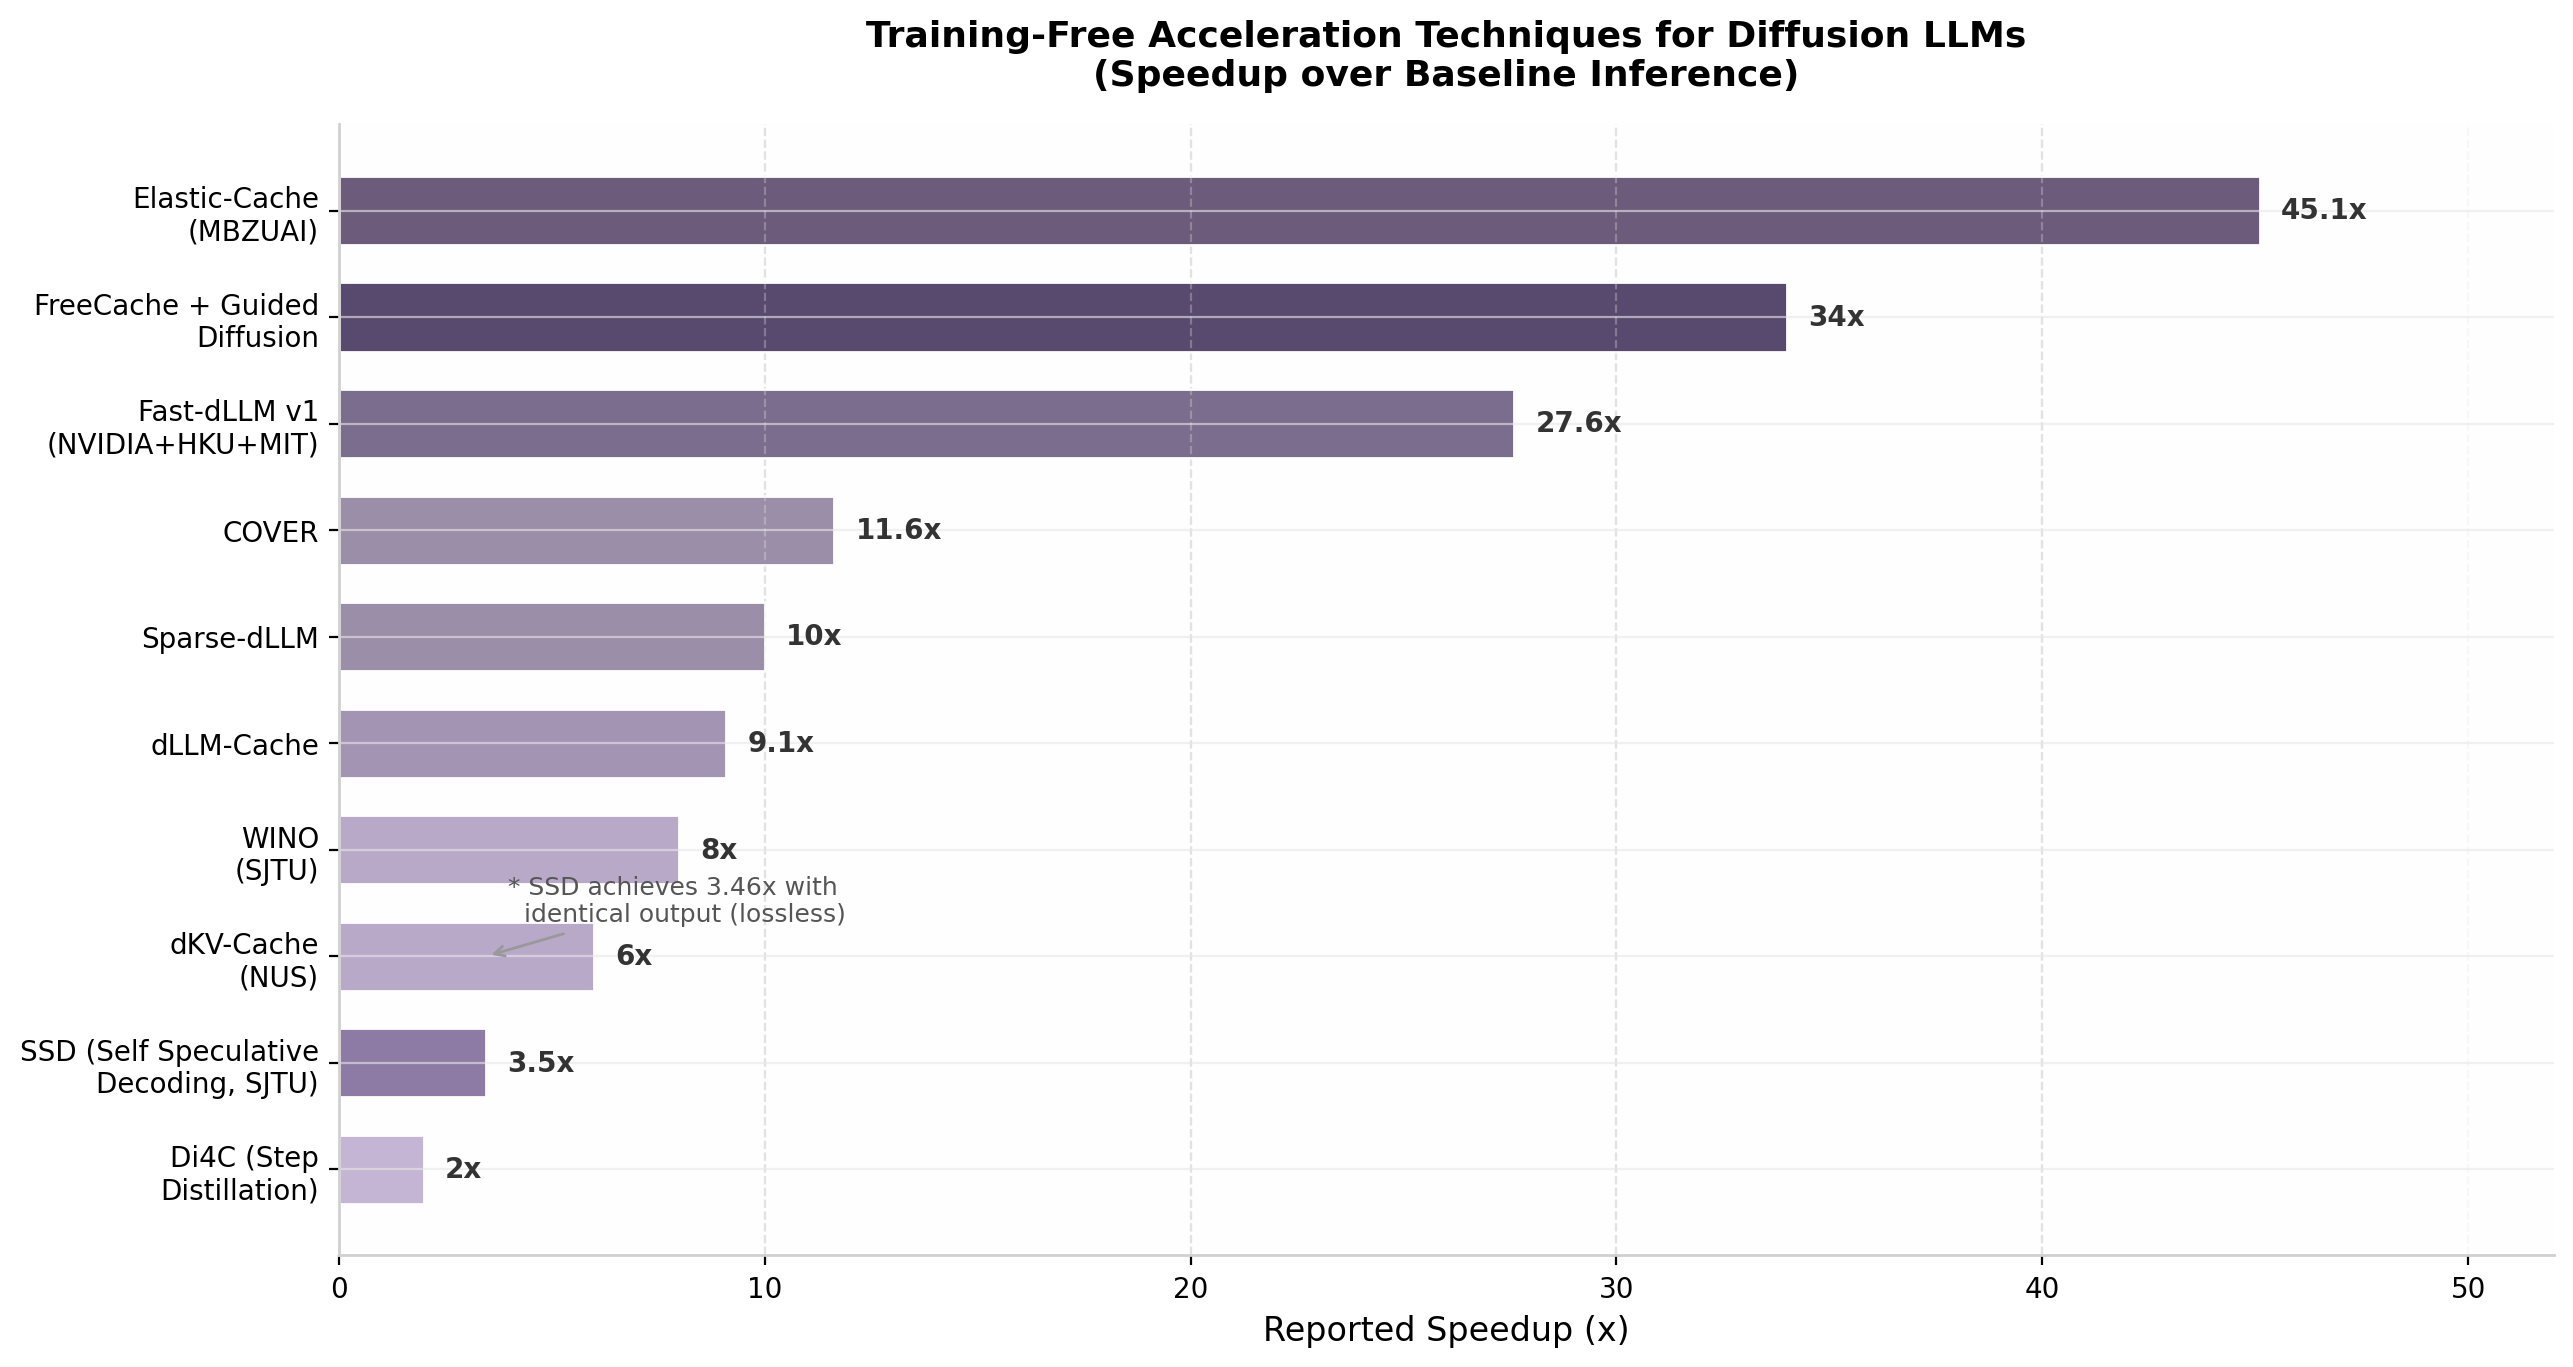 Training-Free Acceleration Techniques for Diffusion LLMs
(Speedup over Baseline Inference)
Elastic-Cache
(MBZUAI)
45.1x
FreeCache + Guided
Diffusion
34x
Fast-dLLM v1
(NVIDIA+HKU+MIT)
27.6x
COVER
11.6x
Sparse-dLLM
10x
dLLM-Cache
9.1x
WINO
(SJTU)
8x
* SSD achieves 3.46x with
identical output (lossless)
dKV-Cache
(NUS)
6x
SSD (Self Speculative
Decoding, SJTU)
3.5x
Di4C (Step
Distillation)
2x
0 10 20 30 40 50
Reported Speedup (x)